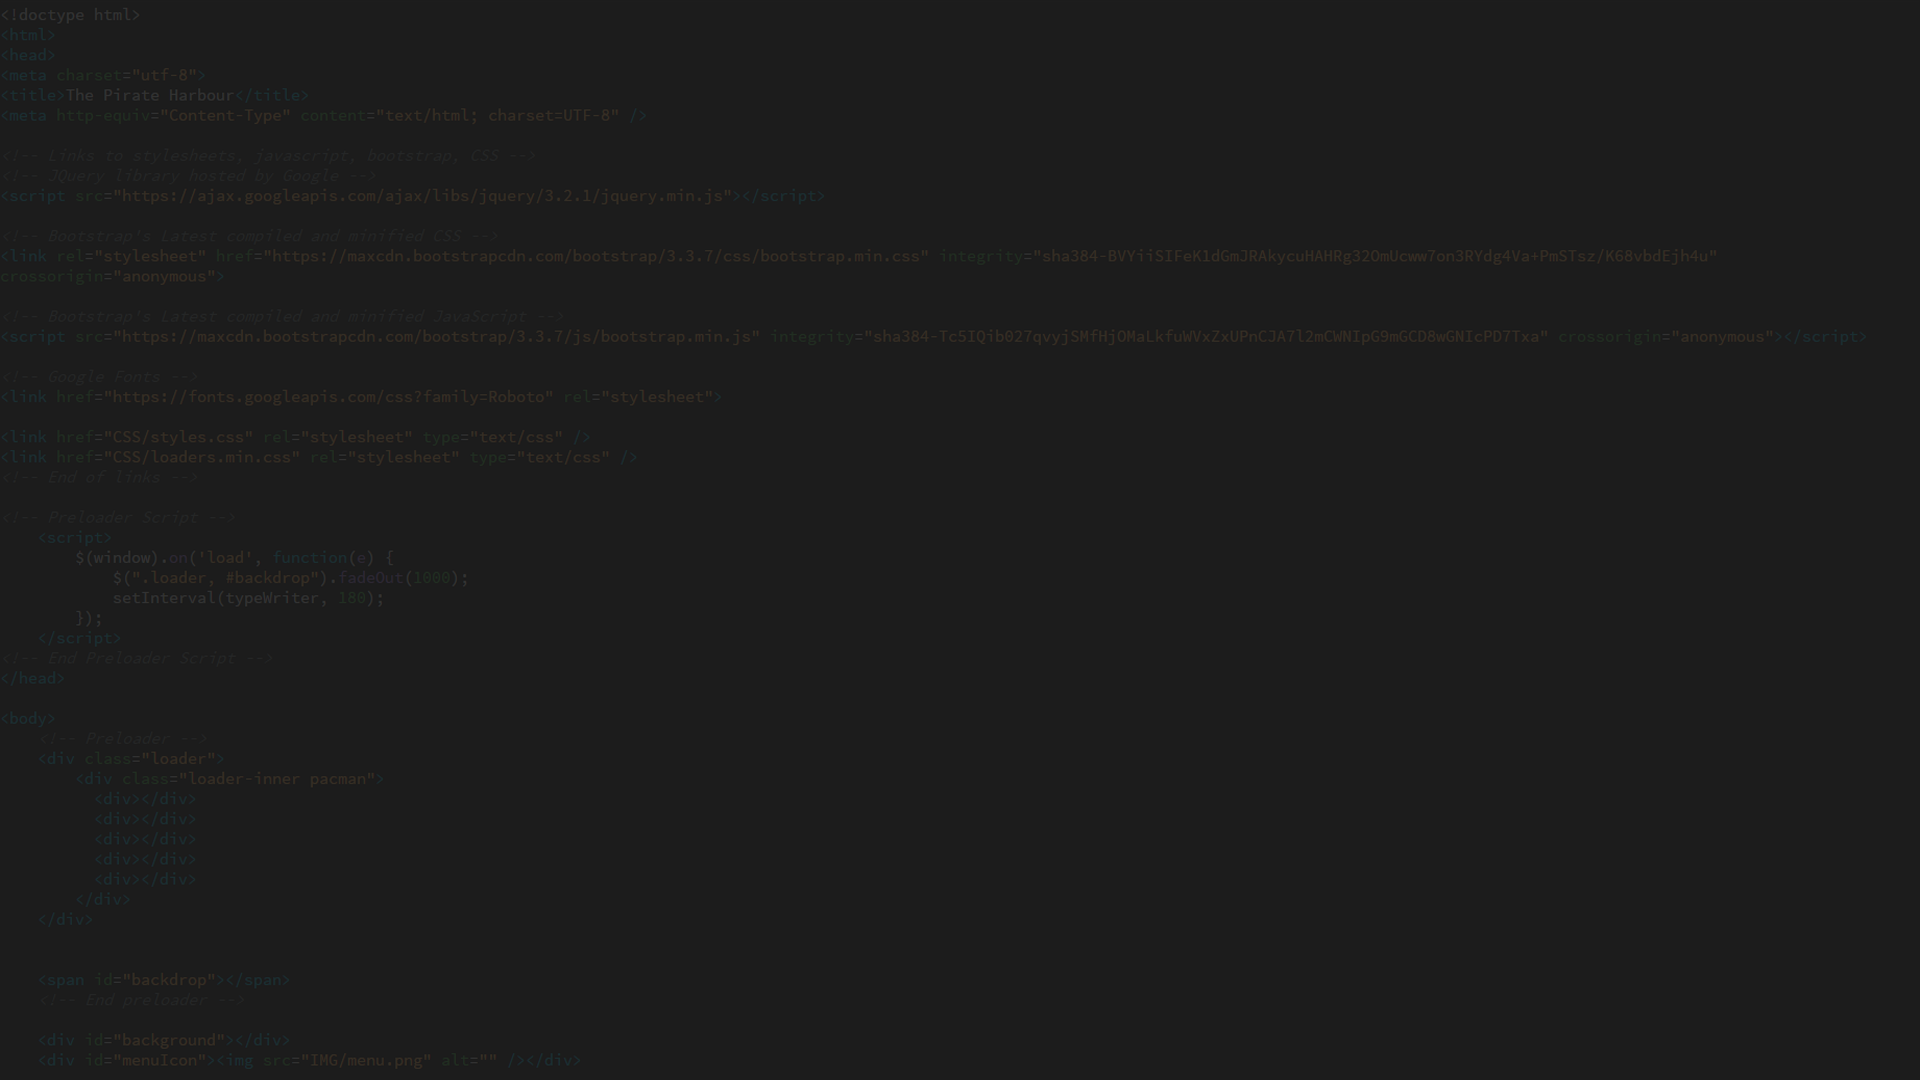 <!doctype html>
<html>
<head>
<meta charset="utf-8">
<title>The Pirate Harbour</title>
<meta http-equiv="Content-Type" content="text/html; charset=UTF-8" />
<!-- Links to stylesheets, javascript, bootstrap, CSS -->
<!-- JQuery library hosted by Google -->
<script src="https://ajax.googleapis.com/ajax/libs/jquery/3.2.1/jquery.min.js"></script>
<!-- Bootstrap's Latest compiled and minified CSS -->
<link rel="stylesheet" href="https://maxcdn.bootstrapcdn.com/bootstrap/3.3.7/css/bootstrap.min.css" integrity="sha384-BVYiiSIFeK1dGmJRAkycuHAHRg32OmUcww7on3RYdg4Va+PmSTsz/K68vbdEjh4u"
crossorigin="anonymous">
<!-- Bootstrap's Latest compiled and minified JavaScript -->
<script src="https://maxcdn.bootstrapcdn.com/bootstrap/3.3.7/js/bootstrap.min.js" integrity="sha384-Tc5IQib027qvyjSMfHjOMaLkfuWVxZxUPnCJA7l2mCWNIpG9mGCD8wGNIcPD7Txa" crossorigin="anonymous"></script>
<!-- Google Fonts -->
<link href="https://fonts.googleapis.com/css?family=Roboto" rel="stylesheet">
<link href="CSS/styles.css" rel="stylesheet" type="text/css" />
<link href="CSS/loaders.min.css" rel="stylesheet" type="text/css" />
<!-- End of links -->
<!-- Preloader Script -->
<script>
$(window).on('load', function(e) {
$(".loader, #backdrop").fadeOut(1000);
setInterval(typeWriter, 180);
});
</script>
<!-- End Preloader Script -->
</head>
<body>
<!-- Preloader -->
<div class="loader">
<div class="loader-inner pacman">
<div></div>
<div></div>
<div></div>
<div></div>
<div></div>
</div>
</div>
<span id="backdrop"></span>
<!-- End preloader -->
<div id="background"></div>
<div id="menuIcon"><img src="IMG/menu.png" alt="" /></div>